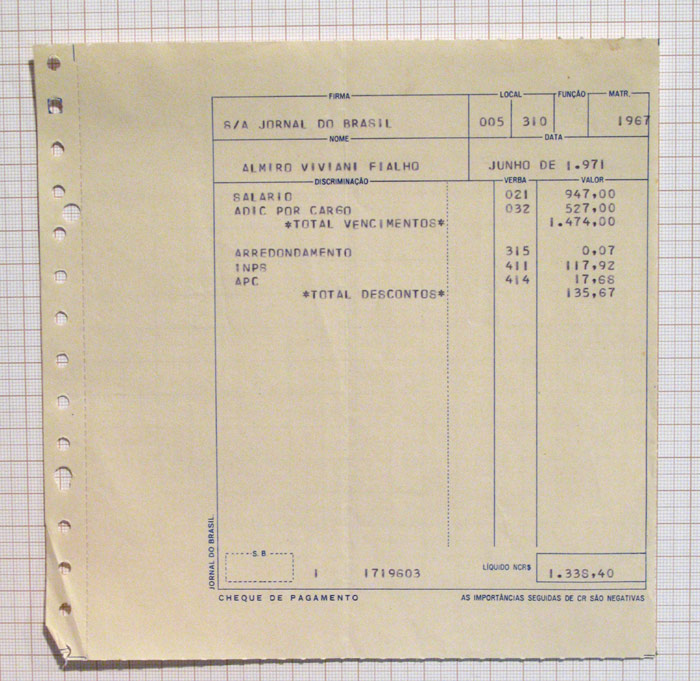 FIRMA LOCAL FUNÇÃO MATR.
S/A JORNAL DO BRASIL 005 310 1967
NOME DATA
ALMIRO VIVIANI FIALHO JUNHO DE 1.971
DISCRIMINAÇÃO VERBA VALOR
SALARIO 021 947,00
ADIC POR CARGO 032 527,00
*TOTAL VENCIMENTOS* 1.474,00
ARREDONDAMENTO 315 0,07
INPS 411 117,92
APC 414 17,68
*TOTAL DESCONTOS* 135,67
JORNAL DO BRASIL
S. B.
1 1719603 LÍQUIDO NCR$ 1.338,40
CHEQUE DE PAGAMENTO AS IMPORTÂNCIAS SEGUIDAS DE CR SÃO NEGATIVAS